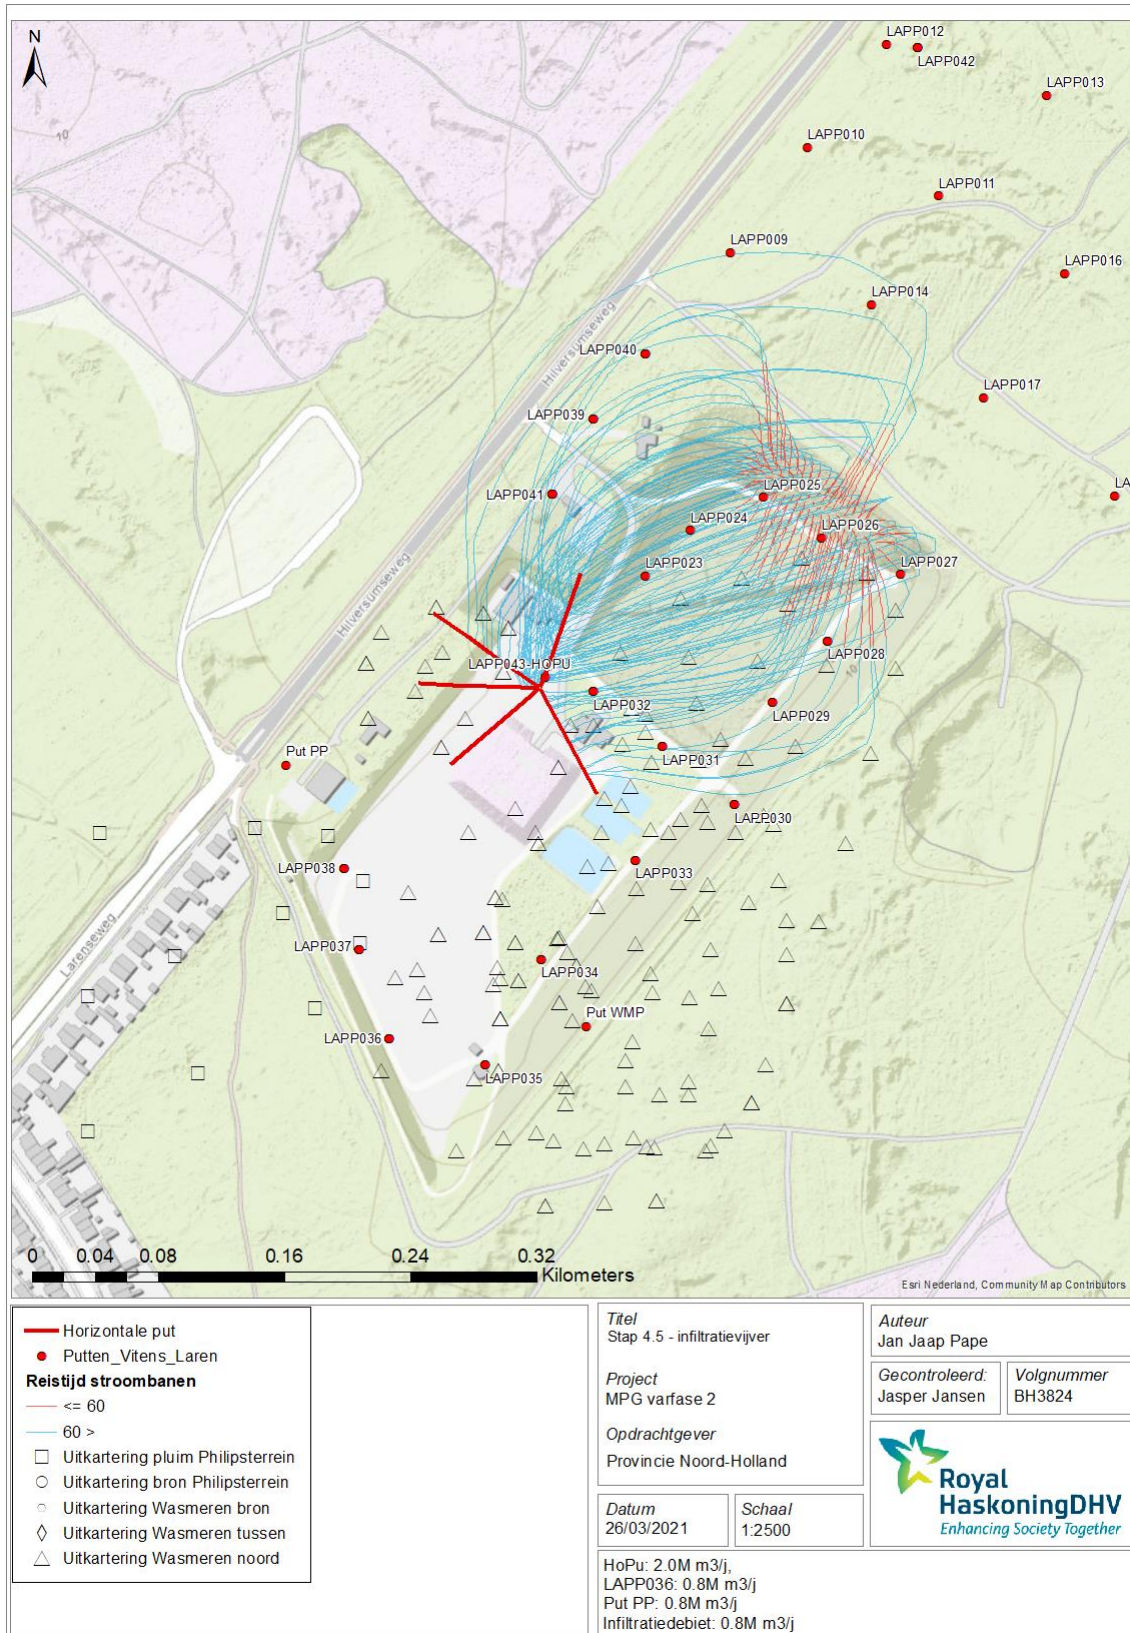 N
LAPP012
LAPP042
LAPP013
10
LAPP010
LAPP011
LAPP009
LAPP016
LAPP014
Hilversumseweg
LAPP040
LAPP017
LAPP039
LAPP041
LAPP025
LA
LAPP024
LAPP026
LAPP023
LAPP027
Hilversumseweg
LAPP028
LAPP043-HOPU
10
LAPP032
LAPP029
Put PP
LAPP031
LAPP030
LAPP038
LAPP033
Larenseweg
LAPP037
LAPP034
Put WMP
LAPP036
LAPP035
0 0.04 0.08 0.16 0.24 0.32
Kilometers
Esri Nederland, Community Map Contributors
Horizontale put
Putten_Vitens_Laren
Reistijd stroombanen
<= 60
60 >
Uitkartering pluim Philipsterrein
Uitkartering bron Philipsterrein
Uitkartering Wasmeren bron
Uitkartering Wasmeren tussen
Uitkartering Wasmeren noord
Titel
Stap 4.5 - infiltratievijver
Project
MPG varfase 2
Opdrachtgever
Provincie Noord-Holland
Datum
26/03/2021
Schaal
1:2500
Auteur
Jan Jaap Pape
Gecontroleerd:
Jasper Jansen
Volgnummer
BH3824
Royal
HaskoningDHV
Enhancing Society Together
HoPu: 2.0M m3/j,
LAPP036: 0.8M m3/j
Put PP: 0.8M m3/j
Infiltratiedebiet: 0.8M m3/j